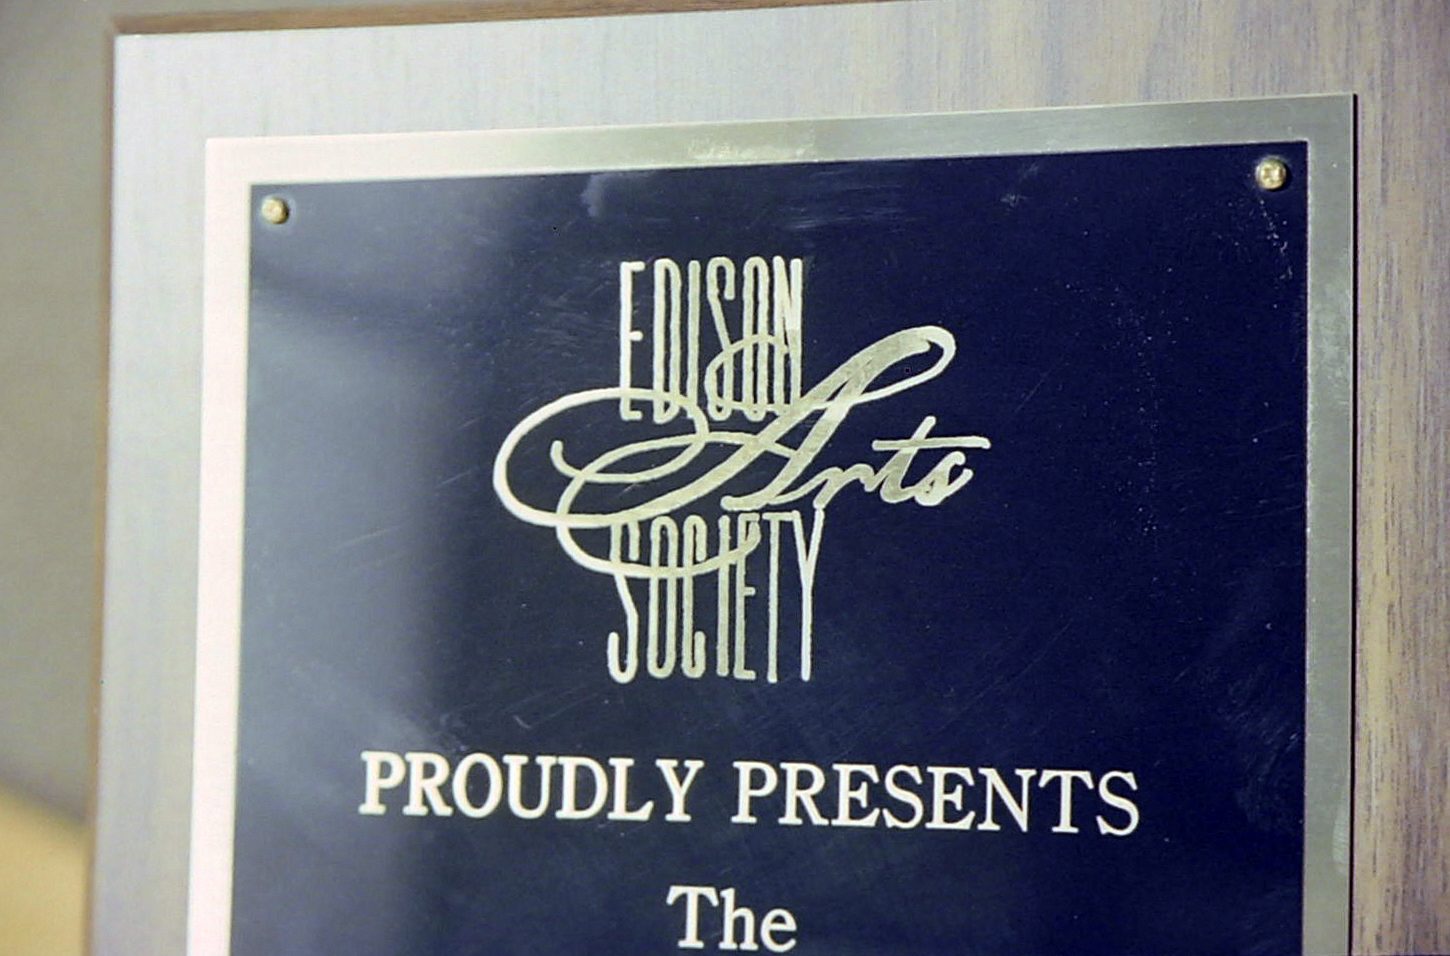 EDISON
Arts
SOCIETY
PROUDLY PRESENTS
The